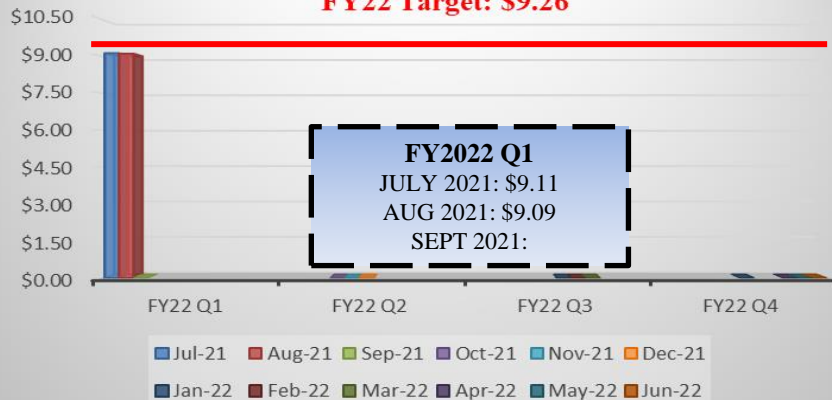 FY22 Target: $9.26
$10.50
$9.00
$7.50
$6.00
$4.50
$3.00
$1.50
$0.00
FY2022 Q1
JULY 2021: $9.11
AUG 2021: $9.09
SEPT 2021:
FY22 Q1 FY22 Q2 FY22 Q3 FY22 Q4
Jul-21 Aug-21 Sep-21 Oct-21 Nov-21 Dec-21
Jan-22 Feb-22 Mar-22 Apr-22 May-22 Jun-22